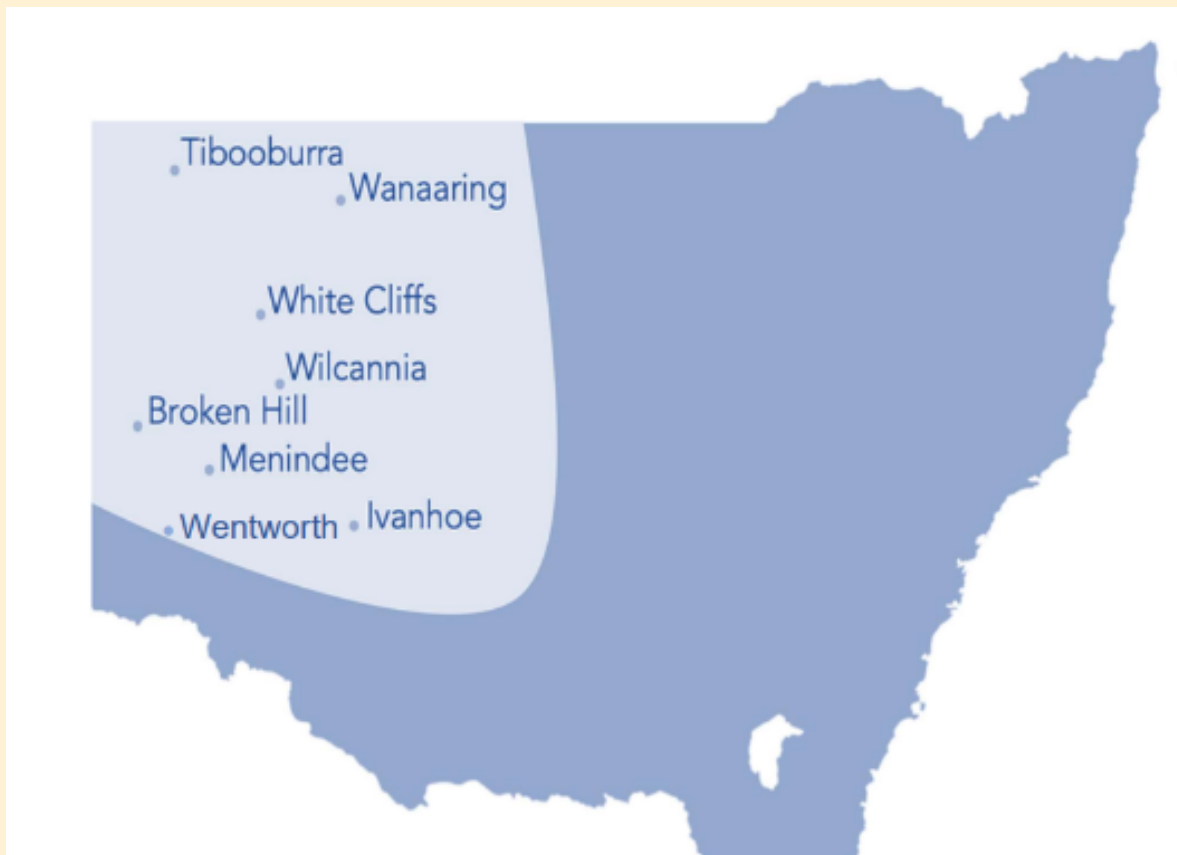 Tibooburra
Wanaaring
White Cliffs
Wilcannia
Broken Hill
Menindee
Ivanhoe
Wentworth